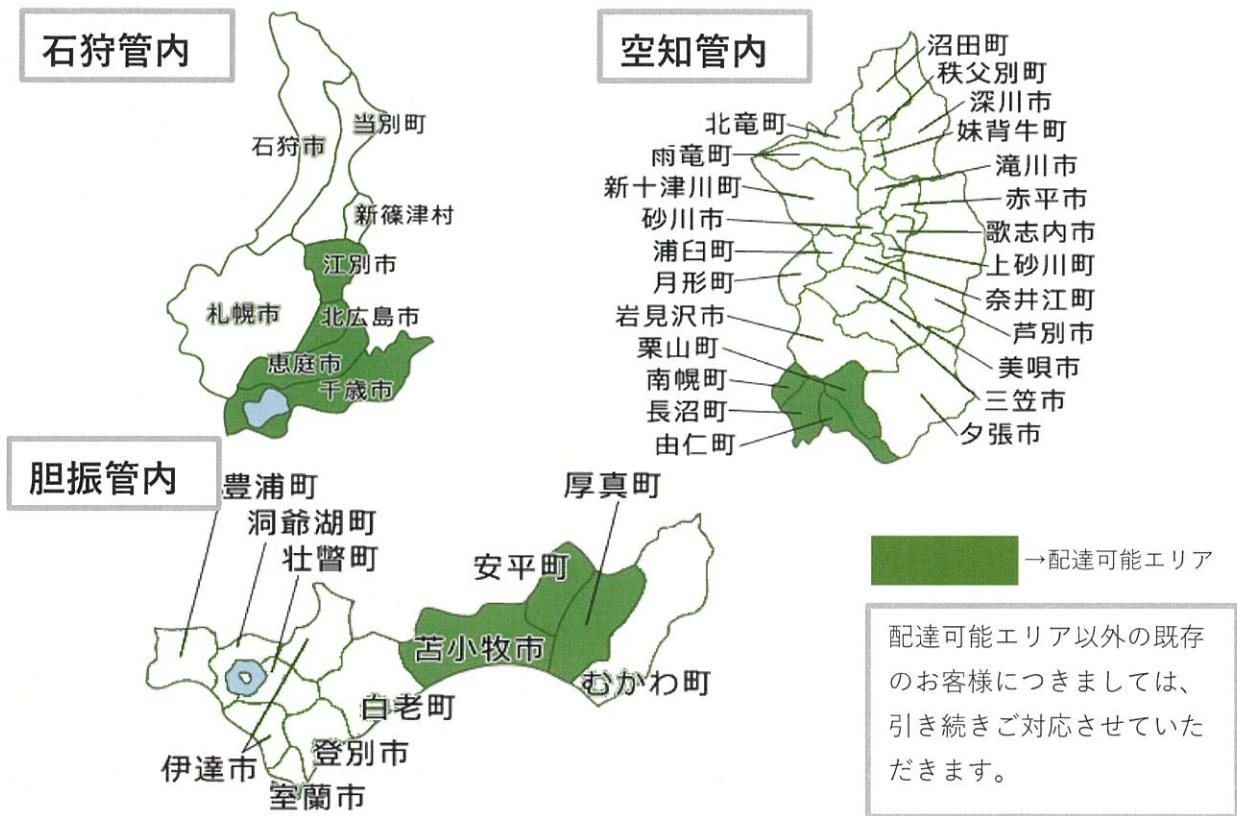 石狩管内
石狩市
当別町
新篠津村
江別市
札幌市
北広島市
恵庭市
千歳市
空知管内
沼田町
秩父別町
深川市
北竜町
妹背牛町
雨竜町
滝川市
新十津川町
赤平市
砂川市
歌志内市
浦臼町
上砂川町
月形町
奈井江町
岩見沢市
芦別市
栗山町
美唄市
南幌町
三笠市
長沼町
夕張市
由仁町
胆振管内
豊浦町
洞爺湖町
壮瞥町
厚真町
安平町
苫小牧市
むかわ町
白老町
登別市
伊達市
室蘭市
→配達可能エリア
配達可能エリア以外の既存
のお客様につきましては、
引き続きご対応させていた
だきます。